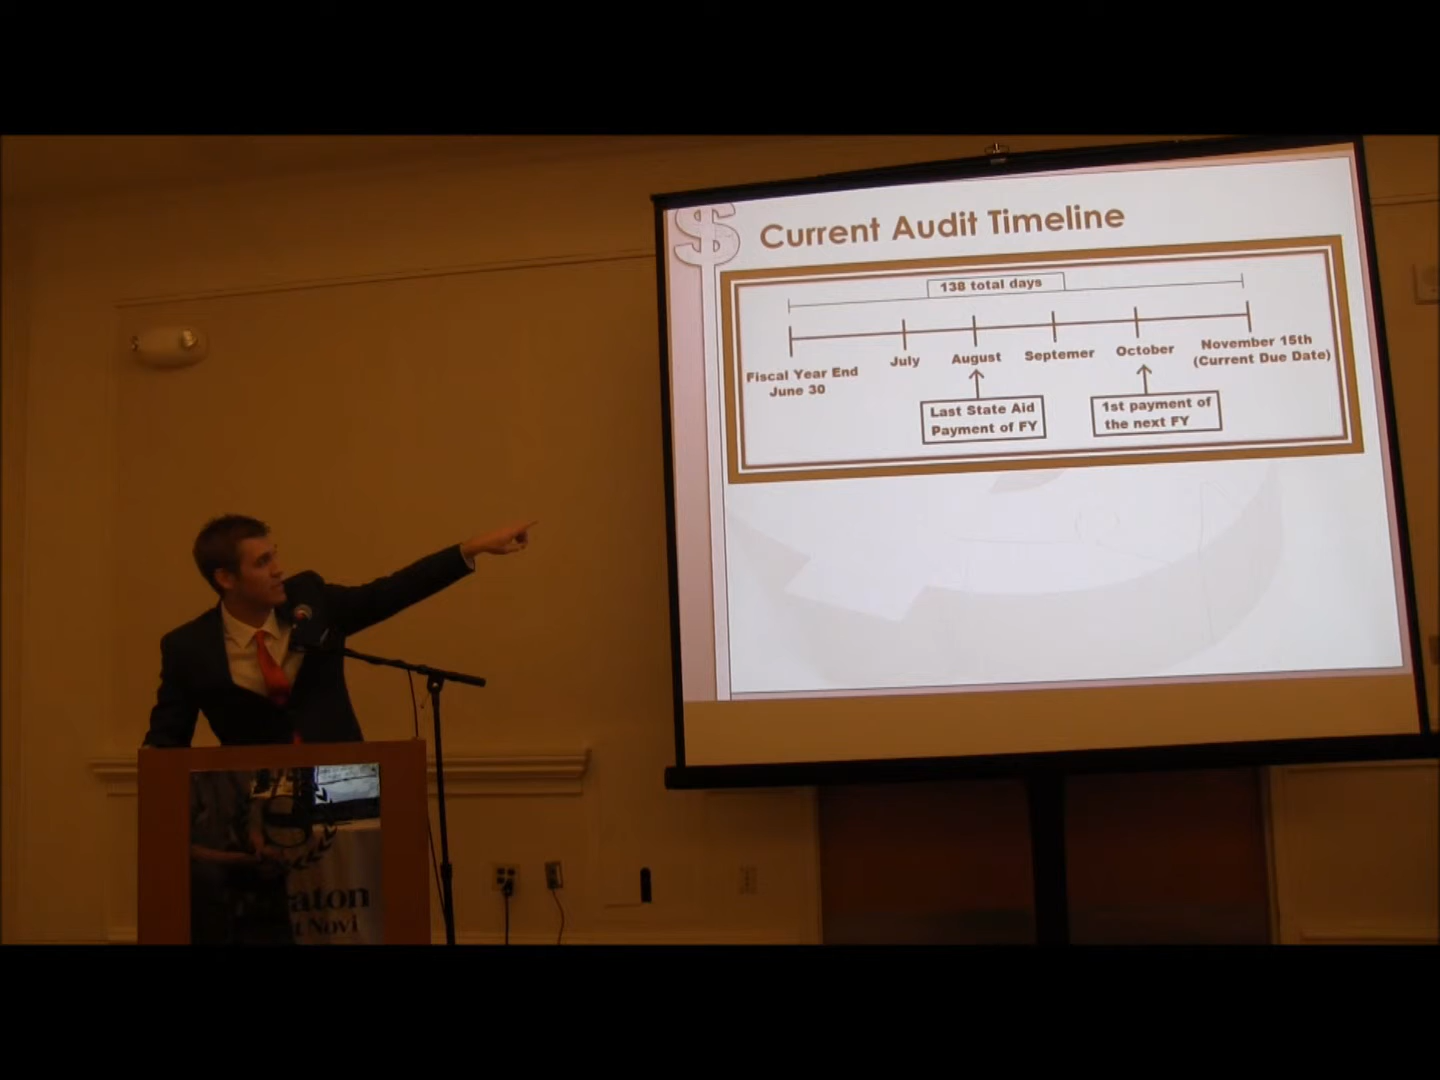 $
Current Audit Timeline
138 total days
Fiscal Year End
June 30
July
August
Septemer
October
November 15th
(Current Due Date)
Last State Aid
Payment of FY
1st payment of
the next FY
raton
t Novi